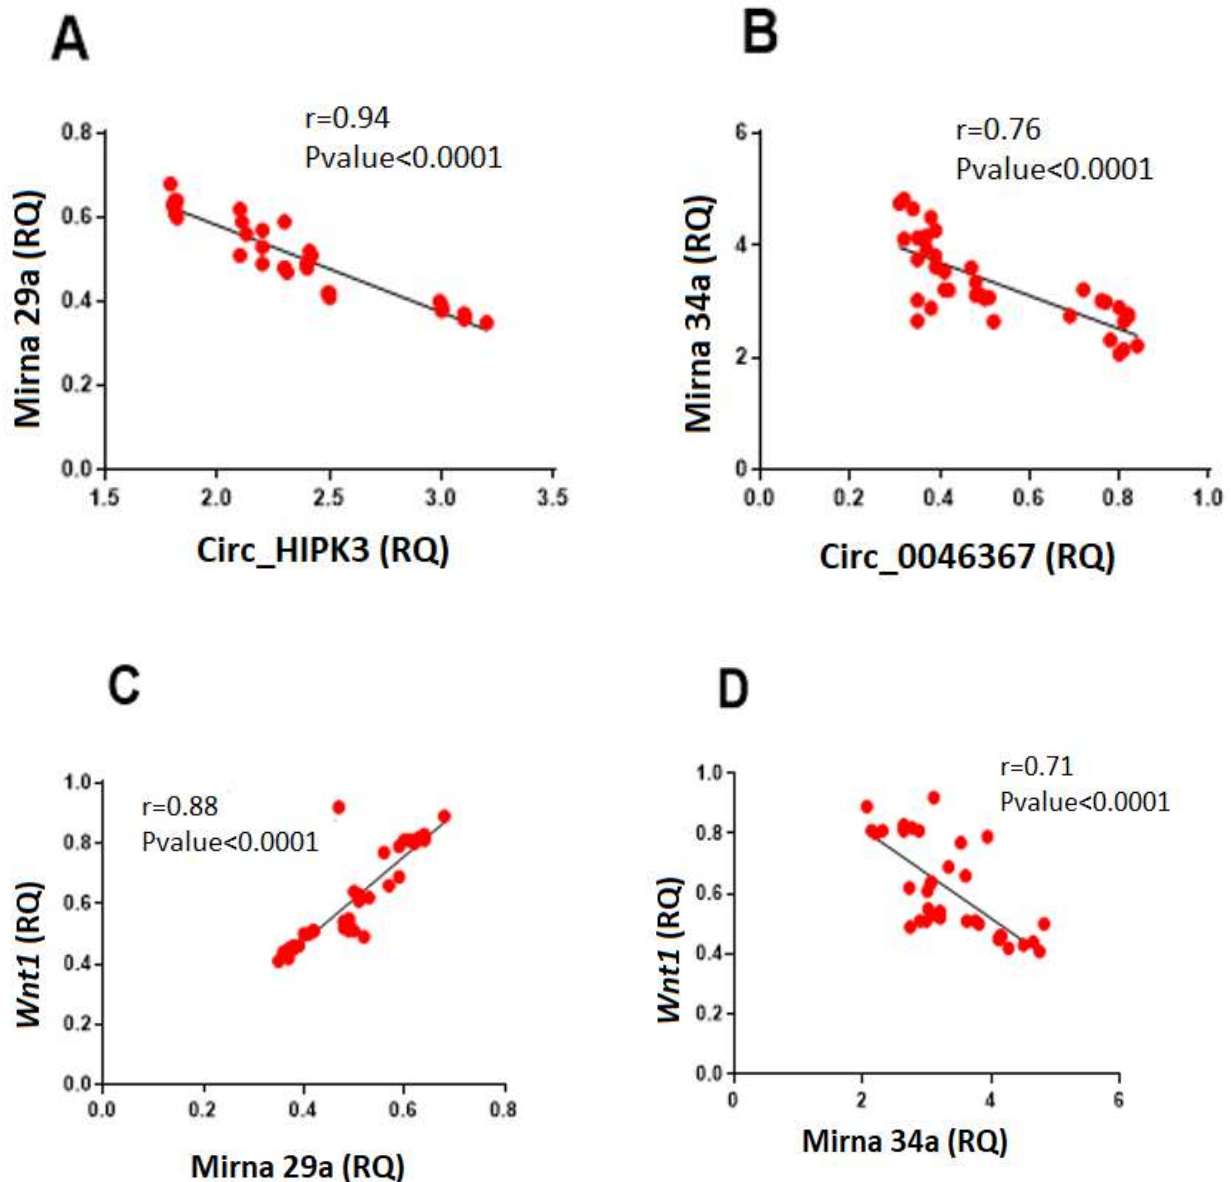 A
r=0.94
Pvalue<0.0001
Mirna 29a (RQ)
0.8
0.6
0.4
0.2
0.0
1.5 2.0 2.5 3.0 3.5
Circ_HIPK3 (RQ)
B
r=0.76
Pvalue<0.0001
Mirna 34a (RQ)
6
4
2
0
0.0 0.2 0.4 0.6 0.8 1.0
Circ_0046367 (RQ)
C
r=0.88
Pvalue<0.0001
Wnt1 (RQ)
1.0
0.8
0.6
0.4
0.2
0.0
0.0 0.2 0.4 0.6 0.8
Mirna 29a (RQ)
D
r=0.71
Pvalue<0.0001
Wnt1 (RQ)
1.0
0.8
0.6
0.4
0.2
0.0
0 2 4 6
Mirna 34a (RQ)